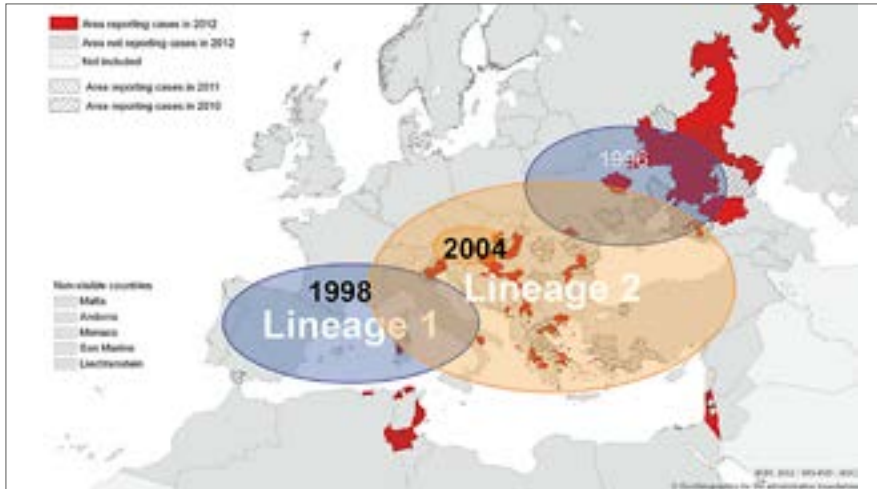 Area reporting cases in 2012
Area not reporting cases in 2012
Not included
Area reporting cases in 2011
Area reporting cases in 2010
1996
2004
1998
Lineage 2
Lineage 1
Non-visible countries
Malta
Andorra
Monaco
San Marino
Liechtenstein